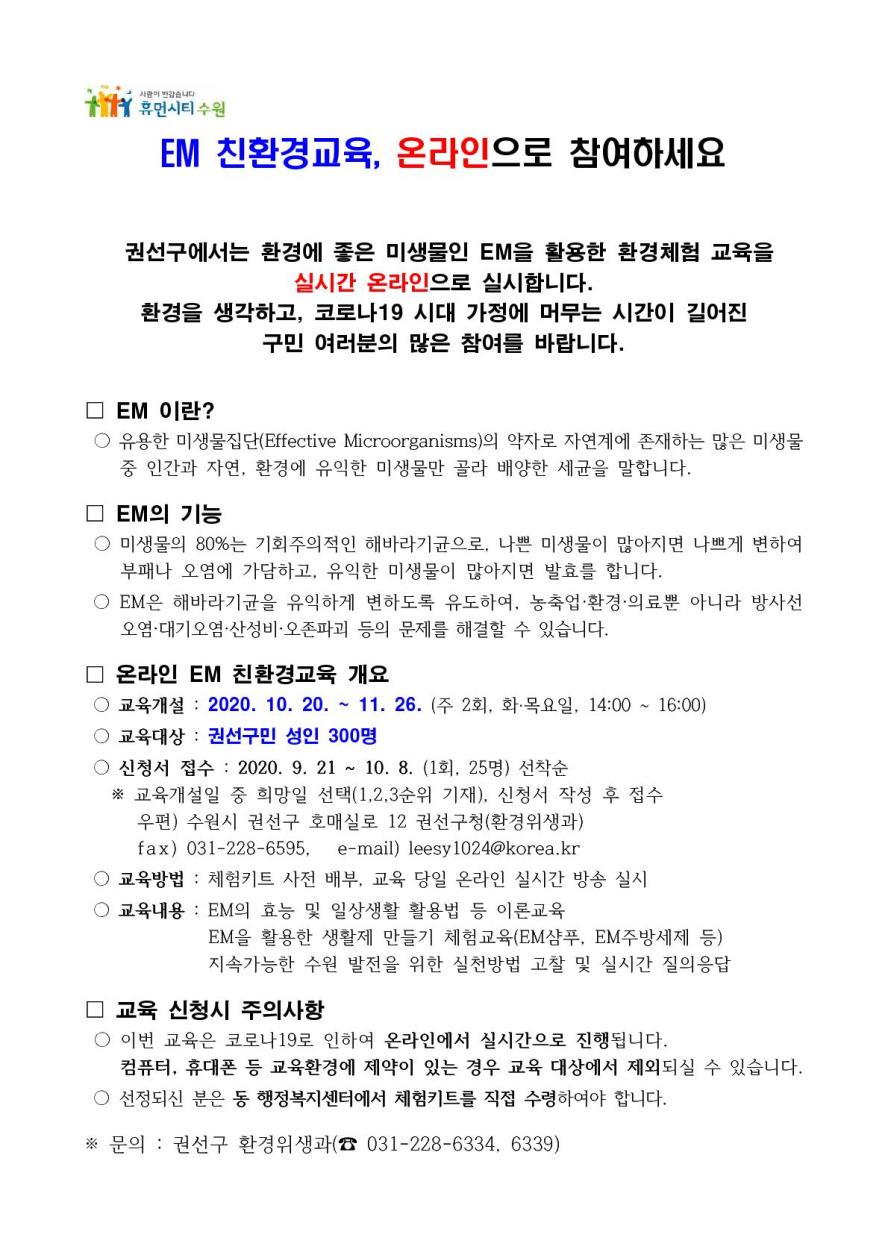 사람이 반갑습니다
휴먼시티 수원
EM 친환경교육, 온라인으로 참여하세요
권선구에서는 환경에 좋은 미생물인 EM을 활용한 환경체험 교육을
실시간 온라인으로 실시합니다.
환경을 생각하고, 코로나19 시대 가정에 머무는 시간이 길어진
구민 여러분의 많은 참여를 바랍니다.
□ EM 이란?
○ 유용한 미생물집단(Effective Microorganisms)의 약자로 자연계에 존재하는 많은 미생물
중 인간과 자연, 환경에 유익한 미생물만 골라 배양한 세균을 말합니다.
□ EM의 기능
○ 미생물의 80%는 기회주의적인 해바라기균으로, 나쁜 미생물이 많아지면 나쁘게 변하여
부패나 오염에 가담하고, 유익한 미생물이 많아지면 발효를 합니다.
○ EM은 해바라기균을 유익하게 변하도록 유도하여, 농축업·환경·의료뿐 아니라 방사선
오염·대기오염·산성비·오존파괴 등의 문제를 해결할 수 있습니다.
□ 온라인 EM 친환경교육 개요
○ 교육개설 : 2020. 10. 20. ~ 11. 26. (주 2회, 화·목요일, 14:00 ~ 16:00)
○ 교육대상 : 권선구민 성인 300명
○ 신청서 접수 : 2020. 9. 21 ~ 10. 8. (1회, 25명) 선착순
※ 교육개설일 중 희망일 선택(1,2,3순위 기재), 신청서 작성 후 접수
우편) 수원시 권선구 호매실로 12 권선구청(환경위생과)
fax) 031-228-6595, e-mail) leesy1024@korea.kr
○ 교육방법 : 체험키트 사전 배부, 교육 당일 온라인 실시간 방송 실시
○ 교육내용 : EM의 효능 및 일상생활 활용법 등 이론교육
EM을 활용한 생활제 만들기 체험교육(EM샴푸, EM주방세제 등)
지속가능한 수원 발전을 위한 실천방법 고찰 및 실시간 질의응답
□ 교육 신청시 주의사항
○ 이번 교육은 코로나19로 인하여 온라인에서 실시간으로 진행됩니다.
컴퓨터, 휴대폰 등 교육환경에 제약이 있는 경우 교육 대상에서 제외되실 수 있습니다.
○ 선정되신 분은 동 행정복지센터에서 체험키트를 직접 수령하여야 합니다.
※ 문의 : 권선구 환경위생과(☎ 031-228-6334, 6339)